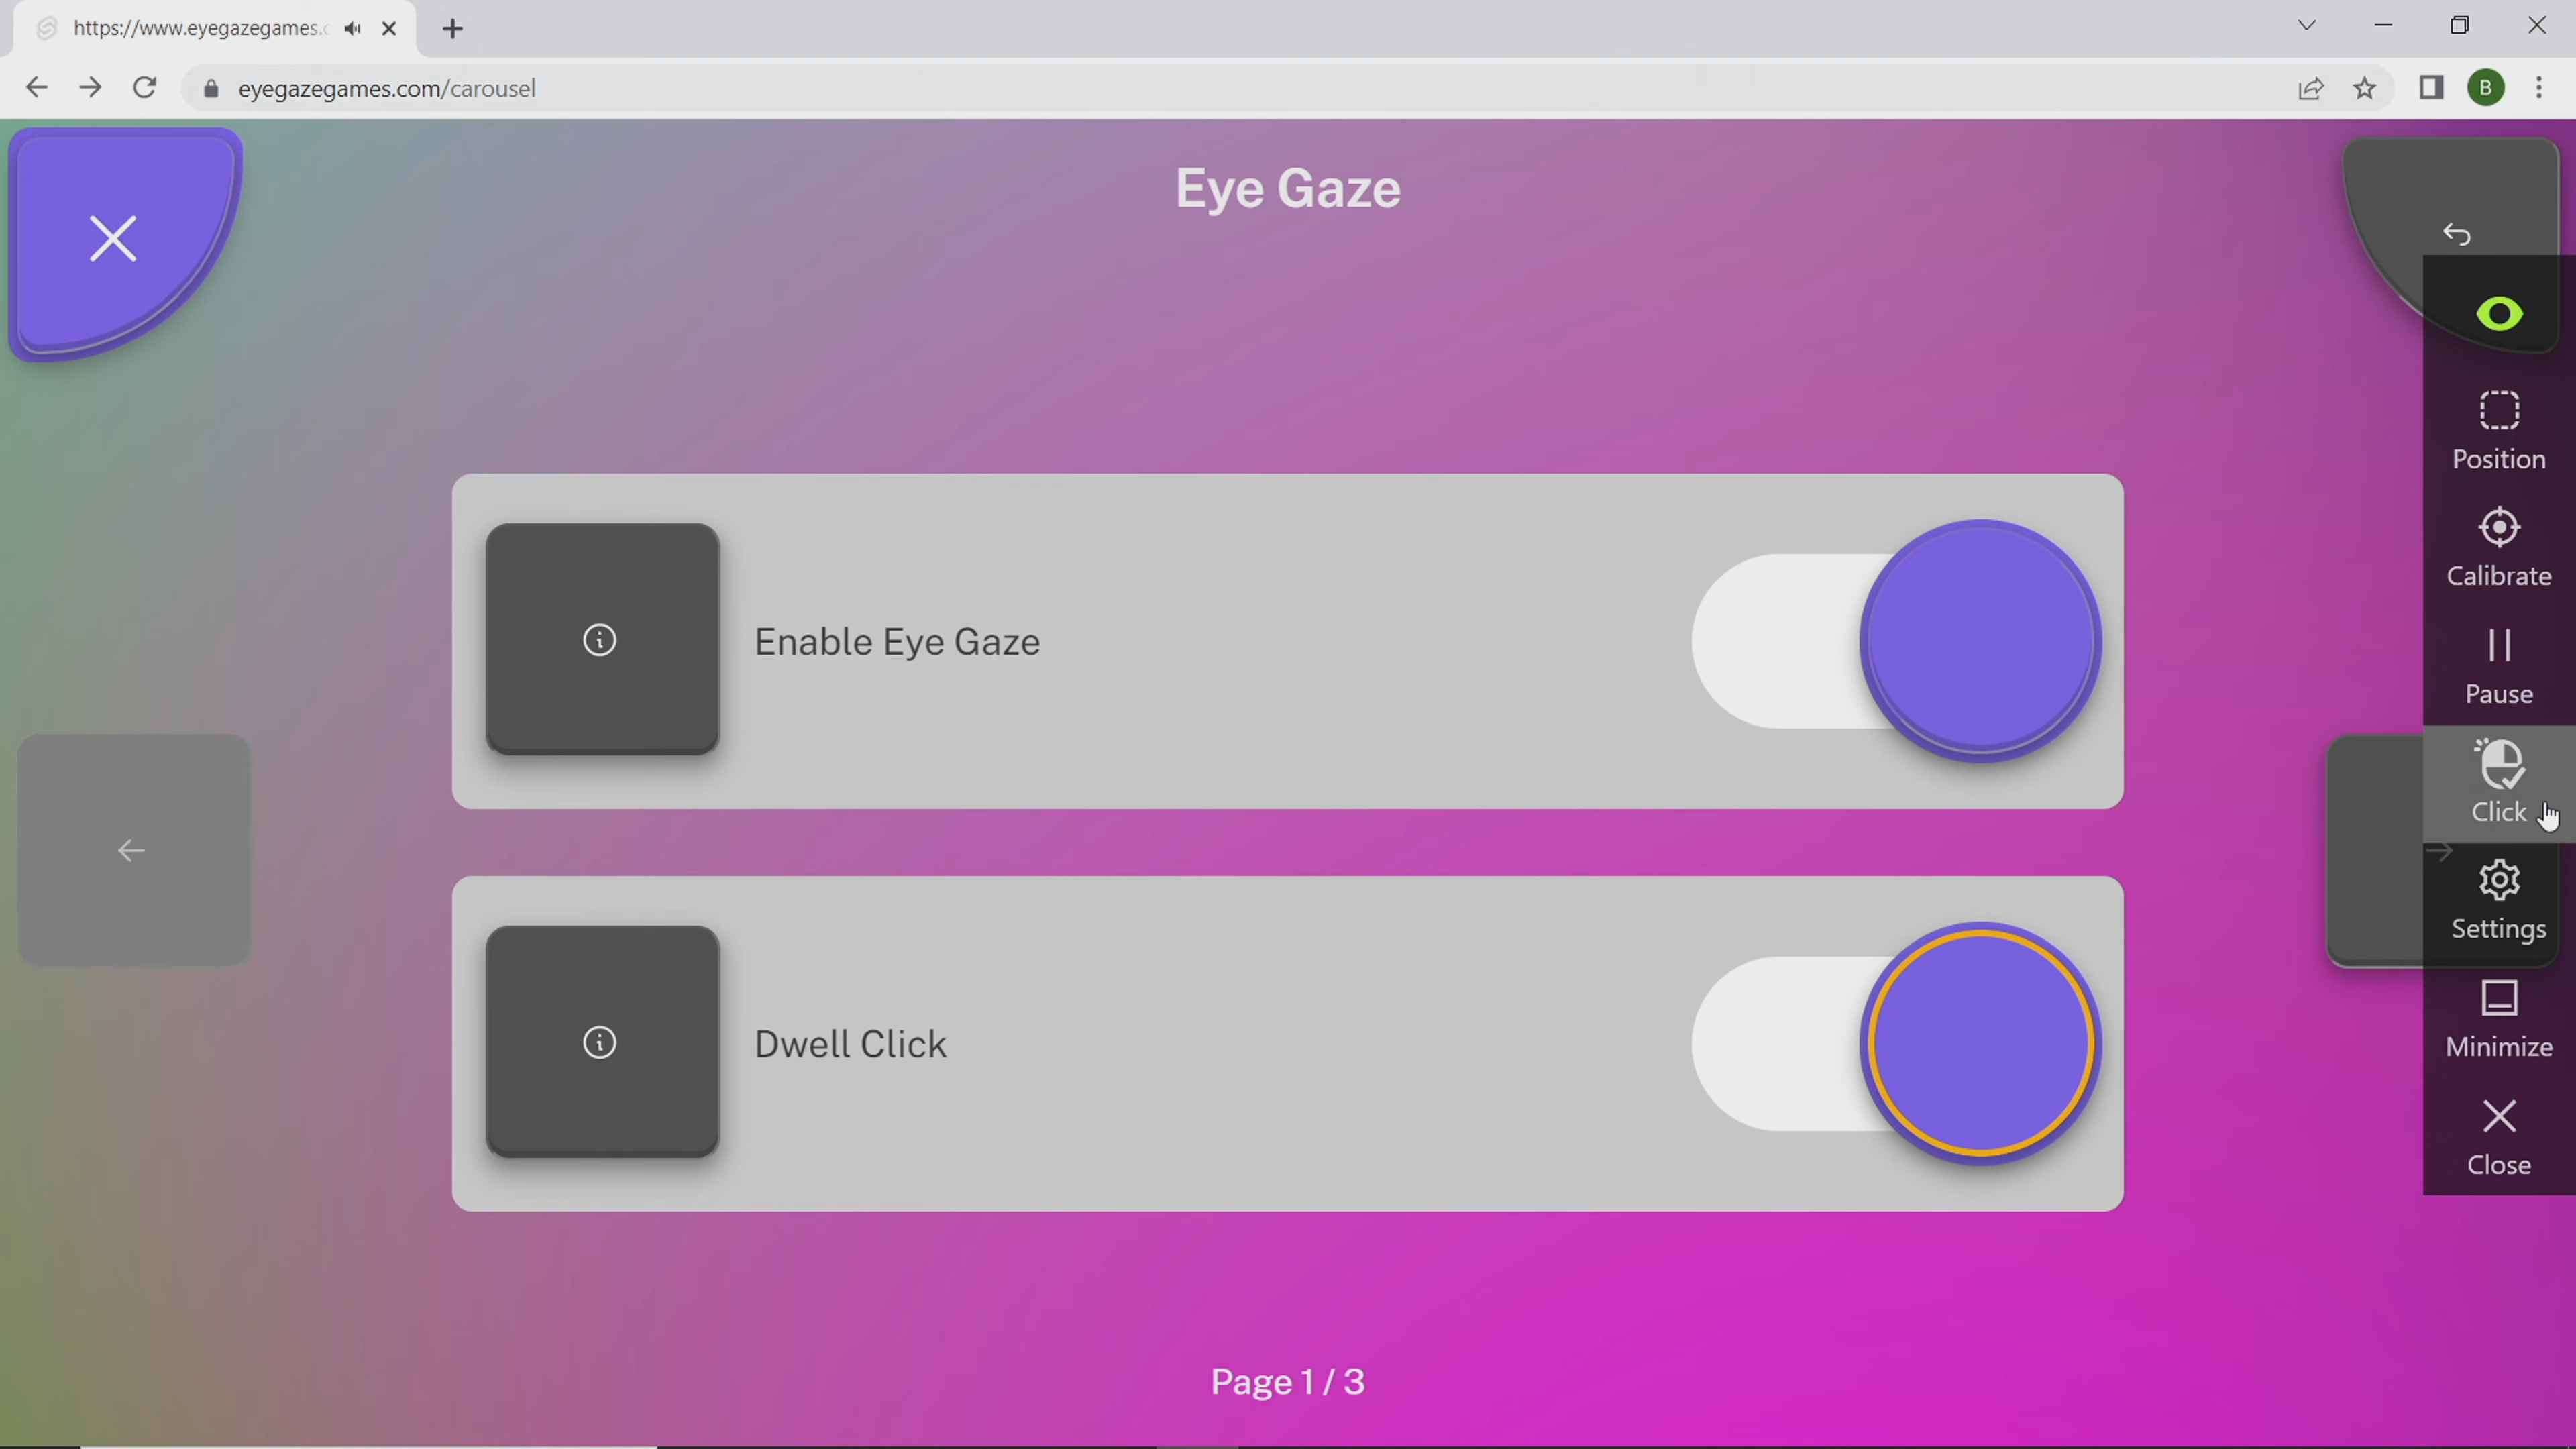 https://www.eyegazegames.c
eyegazegames.com/carousel
B
Eye Gaze
Position
Calibrate
Enable Eye Gaze
Pause
Click
Settings
Dwell Click
Minimize
Close
Page 1 / 3